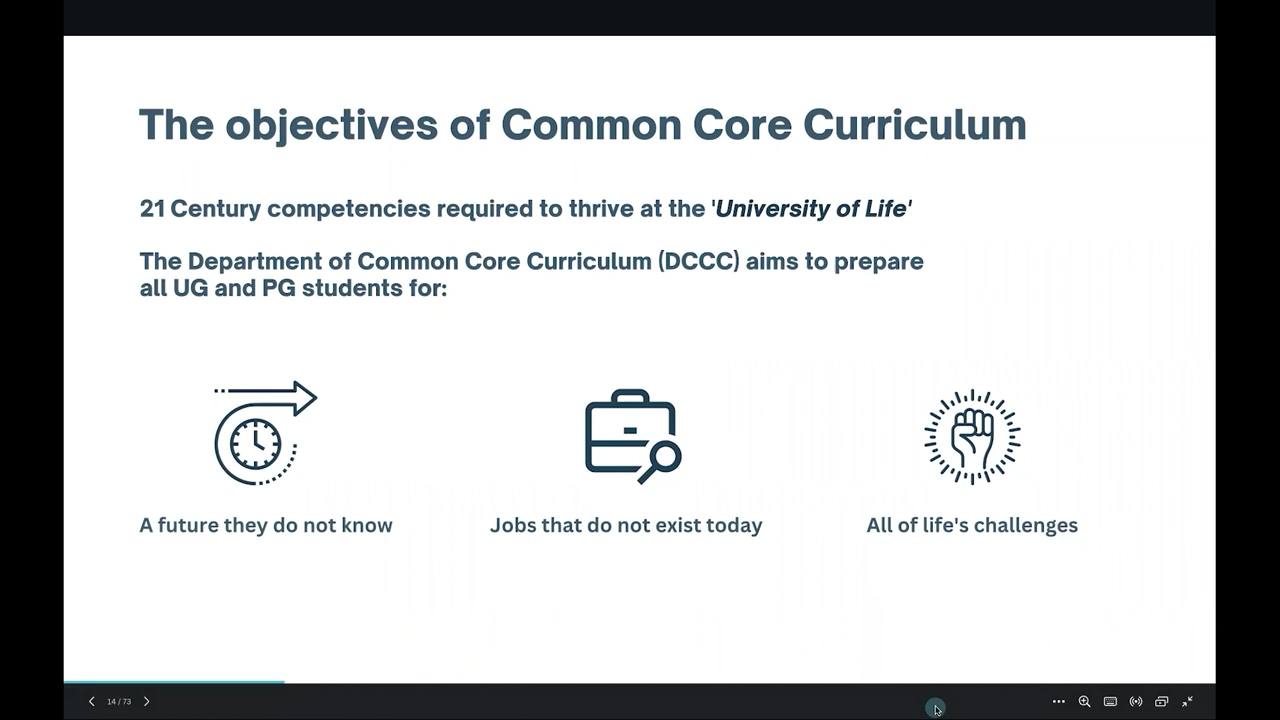 The objectives of Common Core Curriculum
21 Century competencies required to thrive at the 'University of Life'
The Department of Common Core Curriculum (DCCC) aims to prepare
all UG and PG students for:
A future they do not know
Jobs that do not exist today
All of life's challenges
14 / 73